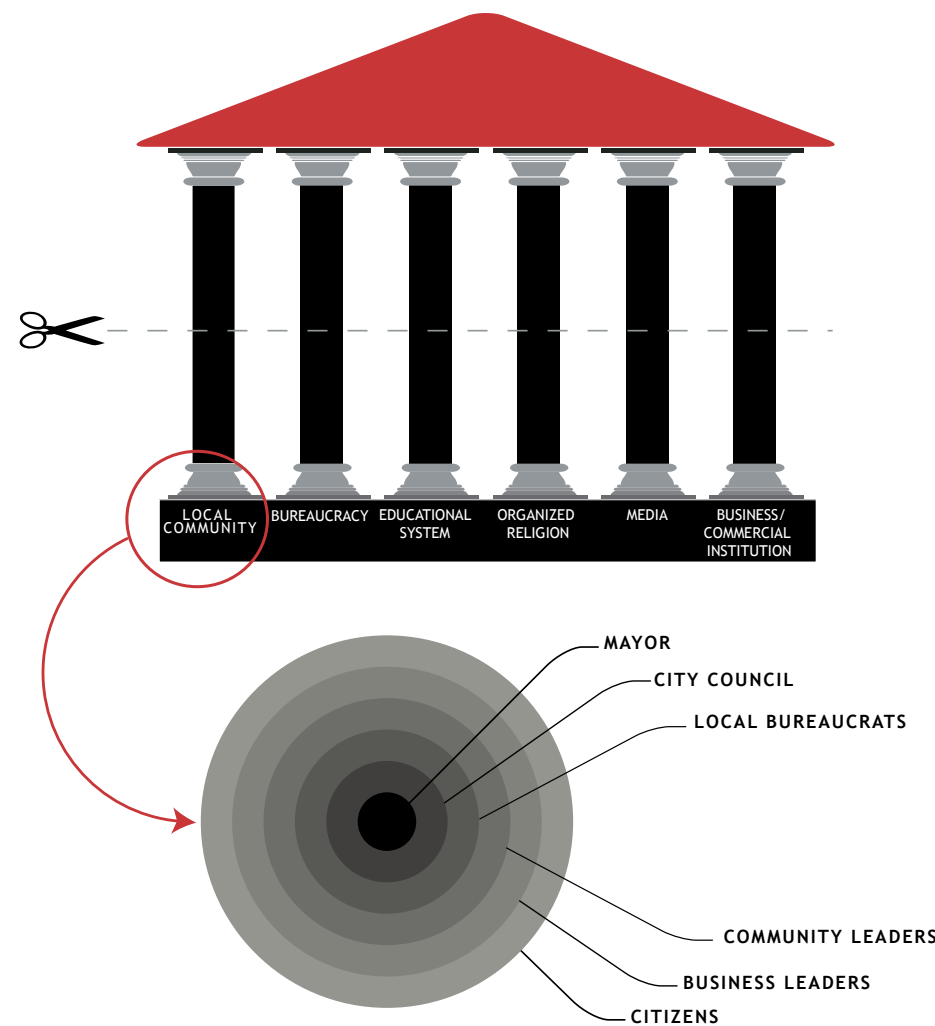 LOCAL
COMMUNITY
BUREAUCRACY
EDUCATIONAL
SYSTEM
ORGANIZED
RELIGION
MEDIA
BUSINESS/
COMMERCIAL
INSTITUTION
MAYOR
CITY COUNCIL
LOCAL BUREAUCRATS
COMMUNITY LEADERS
BUSINESS LEADERS
CITIZENS